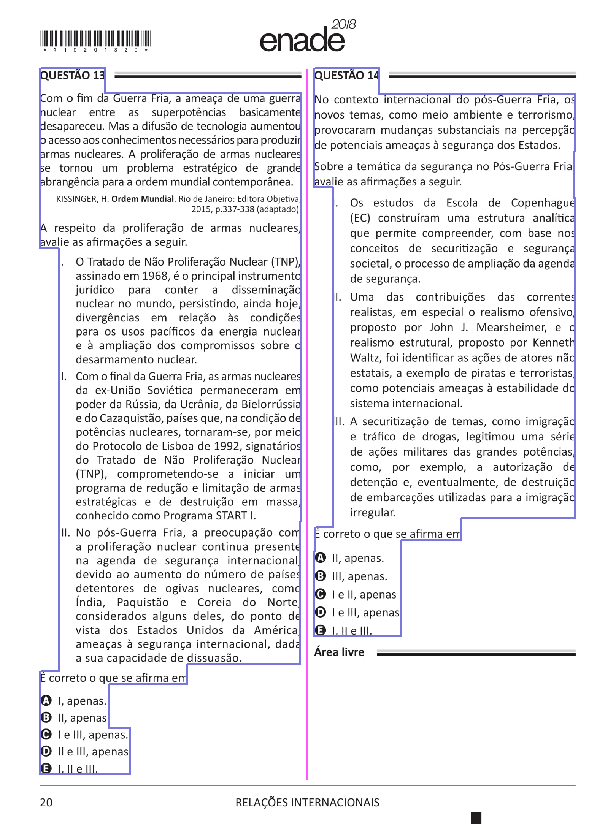 *R1020182020*
enade 2018
QUESTÃO 13
Com o fim da Guerra Fria, a ameaça de uma guerra
nuclear entre as superpotências basicamente
desapareceu. Mas a difusão de tecnologia aumentou
o acesso aos conhecimentos necessários para produzir
armas nucleares. A proliferação de armas nucleares
se tornou um problema estratégico de grande
abrangência para a ordem mundial contemporânea.
KISSINGER, H. Ordem Mundial. Rio de Janeiro: Editora Objetiva
2015, p.337-338 (adaptado)
A respeito da proliferação de armas nucleares,
avalie as afirmações a seguir.
I. O Tratado de Não Proliferação Nuclear (TNP),
assinado em 1968, é o principal instrumento
jurídico para conter a disseminação
nuclear no mundo, persistindo, ainda hoje,
divergências em relação às condições
para os usos pacíficos da energia nuclear
e à ampliação dos compromissos sobre o
desarmamento nuclear.
II. Com o final da Guerra Fria, as armas nucleares
da ex-União Soviética permaneceram em
poder da Rússia, da Ucrânia, da Bielorrússia
e do Cazaquistão, países que, na condição de
potências nucleares, tornaram-se, por meio
do Protocolo de Lisboa de 1992, signatários
do Tratado de Não Proliferação Nuclear
(TNP), comprometendo-se a iniciar um
programa de redução e limitação de armas
estratégicas e de destruição em massa,
conhecido como Programa START I.
III. No pós-Guerra Fria, a preocupação com
a proliferação nuclear continua presente
na agenda de segurança internacional,
devido ao aumento do número de países
detentores de ogivas nucleares, como
Índia, Paquistão e Coreia do Norte,
considerados alguns deles, do ponto de
vista dos Estados Unidos da América,
ameaças à segurança internacional, dada
a sua capacidade de dissuasão.
É correto o que se afirma em
A I, apenas.
B II, apenas
C I e III, apenas.
D II e III, apenas
E I, II e III.
QUESTÃO 14
No contexto internacional do pós-Guerra Fria, os
novos temas, como meio ambiente e terrorismo,
provocaram mudanças substanciais na percepção
de potenciais ameaças à segurança dos Estados.
Sobre a temática da segurança no Pós-Guerra Fria,
avalie as afirmações a seguir.
I. Os estudos da Escola de Copenhague
(EC) construíram uma estrutura analítica
que permite compreender, com base nos
conceitos de securitização e segurança
societal, o processo de ampliação da agenda
de segurança.
II. Uma das contribuições das correntes
realistas, em especial o realismo ofensivo,
proposto por John J. Mearsheimer, e o
realismo estrutural, proposto por Kenneth
Waltz, foi identificar as ações de atores não
estatais, a exemplo de piratas e terroristas,
como potenciais ameaças à estabilidade do
sistema internacional.
III. A securitização de temas, como imigração
e tráfico de drogas, legitimou uma série
de ações militares das grandes potências,
como, por exemplo, a autorização de
detenção e, eventualmente, de destruição
de embarcações utilizadas para a imigração
irregular.
É correto o que se afirma em
A II, apenas.
B III, apenas.
C I e II, apenas
D I e III, apenas
E I, II e III.
Área livre
20
RELAÇÕES INTERNACIONAIS